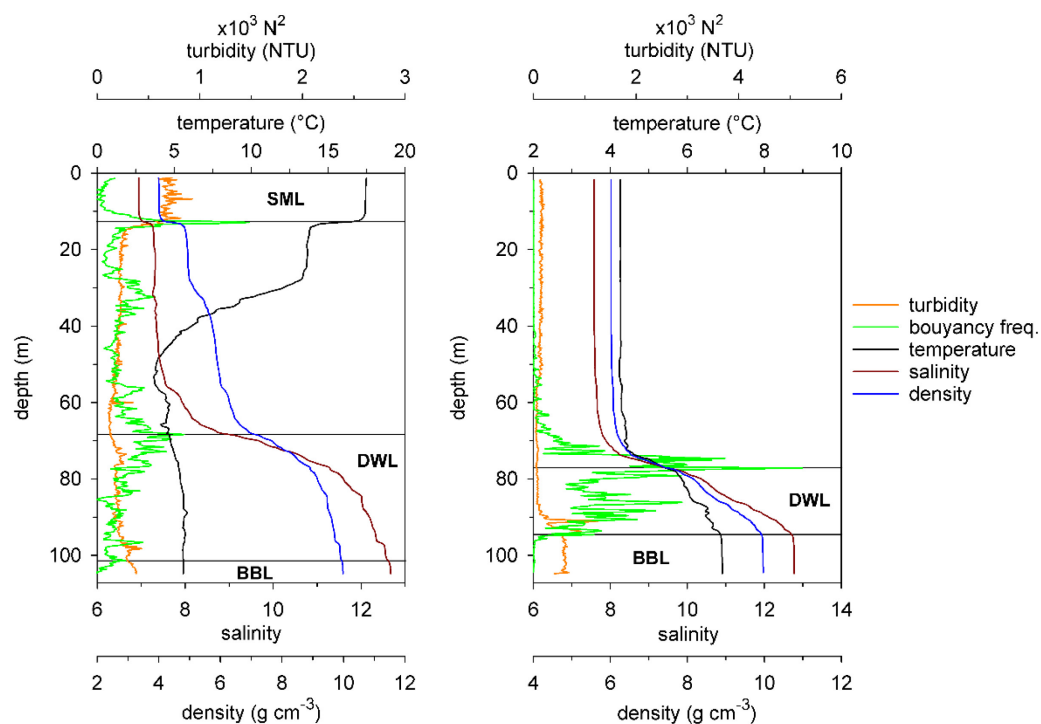 x10³ N²
turbidity (NTU)
0 1 2 3
temperature (°C)
0 5 10 15 20
0
20
40
60
80
100
depth (m)
SML
DWL
BBL
6 8 10 12
salinity
2 4 6 8 10 12
density (g cm⁻³)
x10³ N²
turbidity (NTU)
0 2 4 6
temperature (°C)
2 4 6 8 10
0
20
40
60
80
100
depth (m)
DWL
BBL
6 8 10 12 14
salinity
4 6 8 10 12 14
density (g cm⁻³)
turbidity
bouyancy freq.
temperature
salinity
density